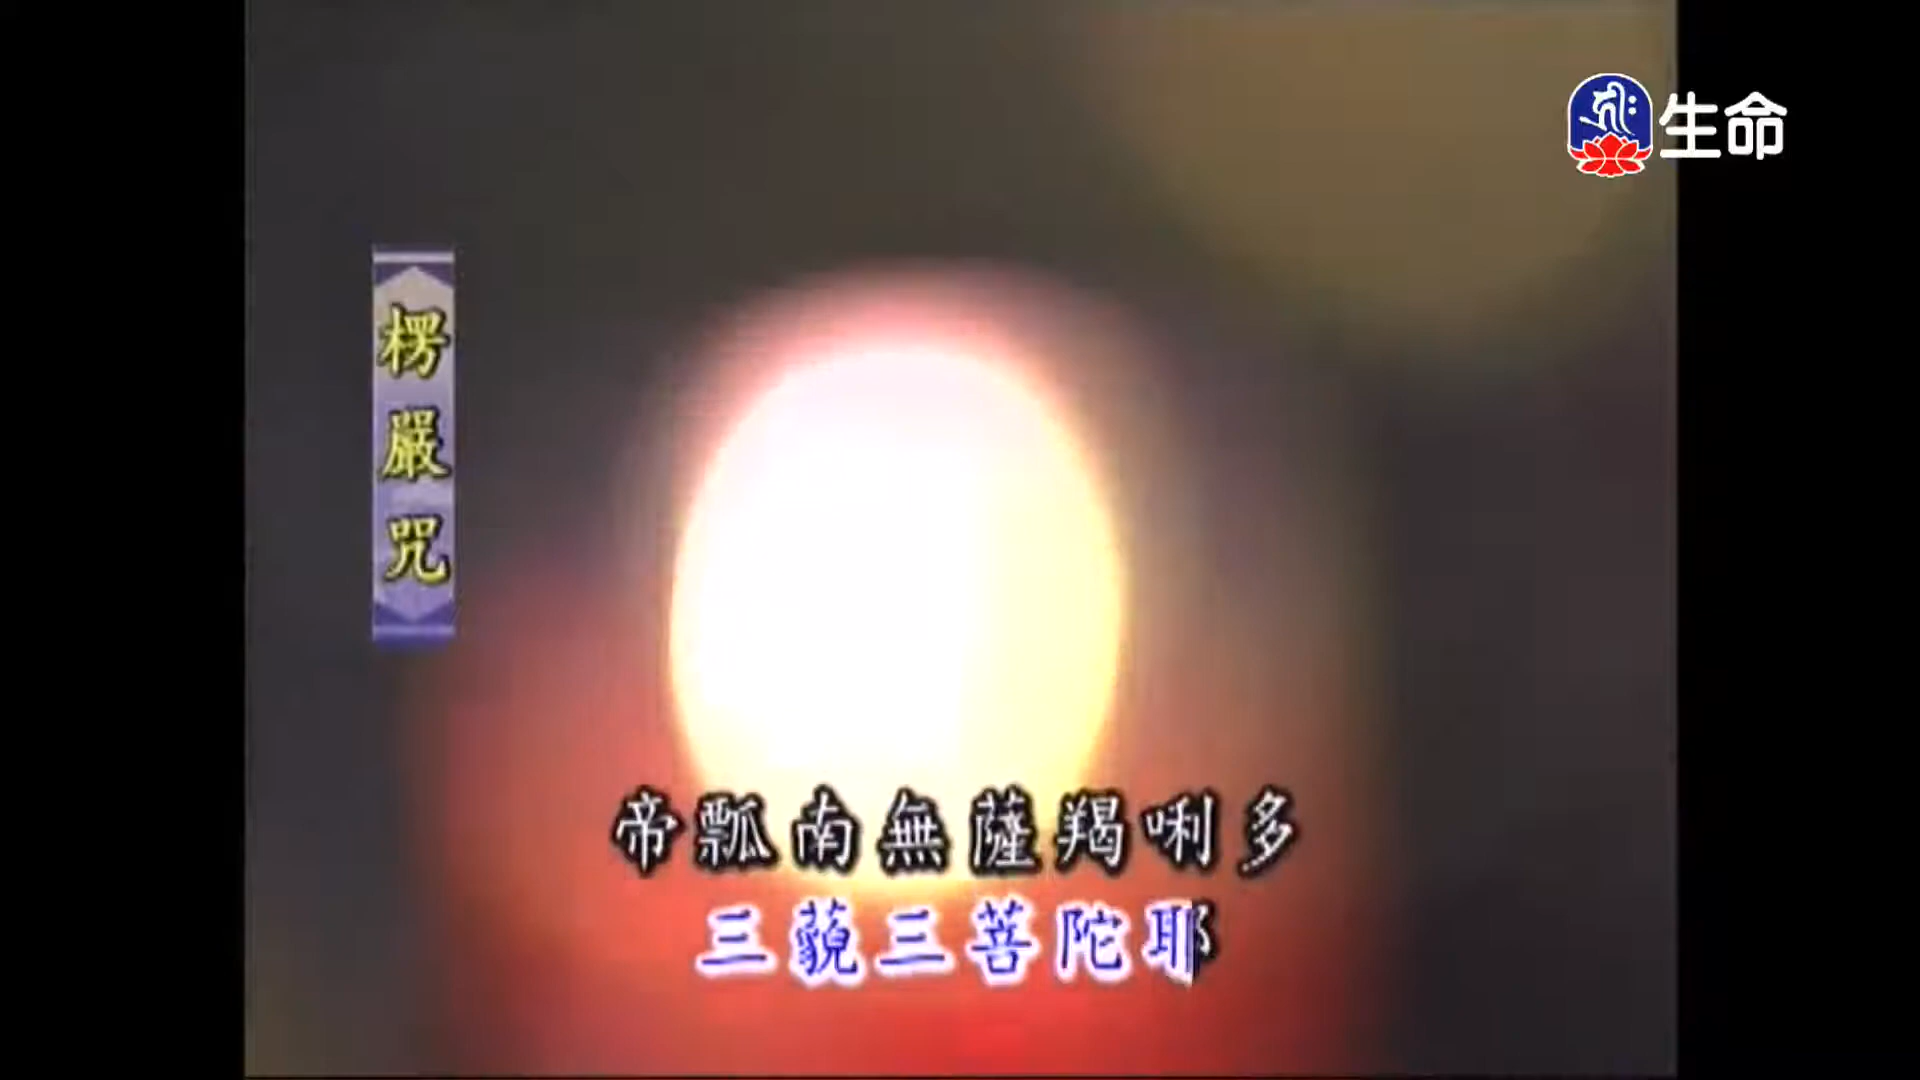 生命
楞嚴咒
帝瓢南無薩羯唎多
三藐三菩陀耶